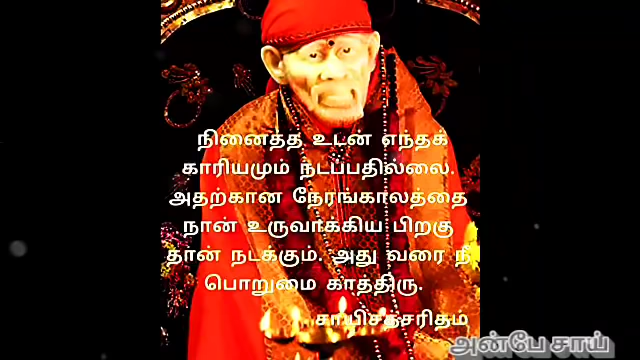 நினைத்த உடன் எந்தக்
காரியமும் நடப்பதில்லை.
அதற்கான நேரங்காலத்தை
நான் உருவாக்கிய பிறகு
தான் நடக்கும். அது வரை நீ
பொறுமை காத்திரு.
சாயிசத்சரிதம்
அன்பே சாய்